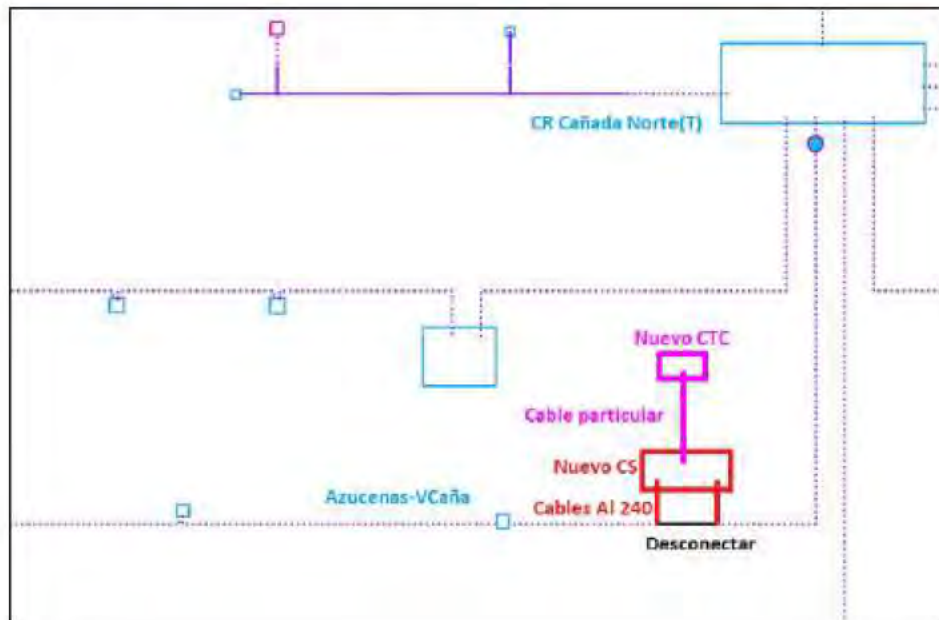 CR Cañada Norte(T)
Nuevo CTC
Cable particular
Nuevo CS
Azucenas-VCaña
Cables Al 240
Desconectar